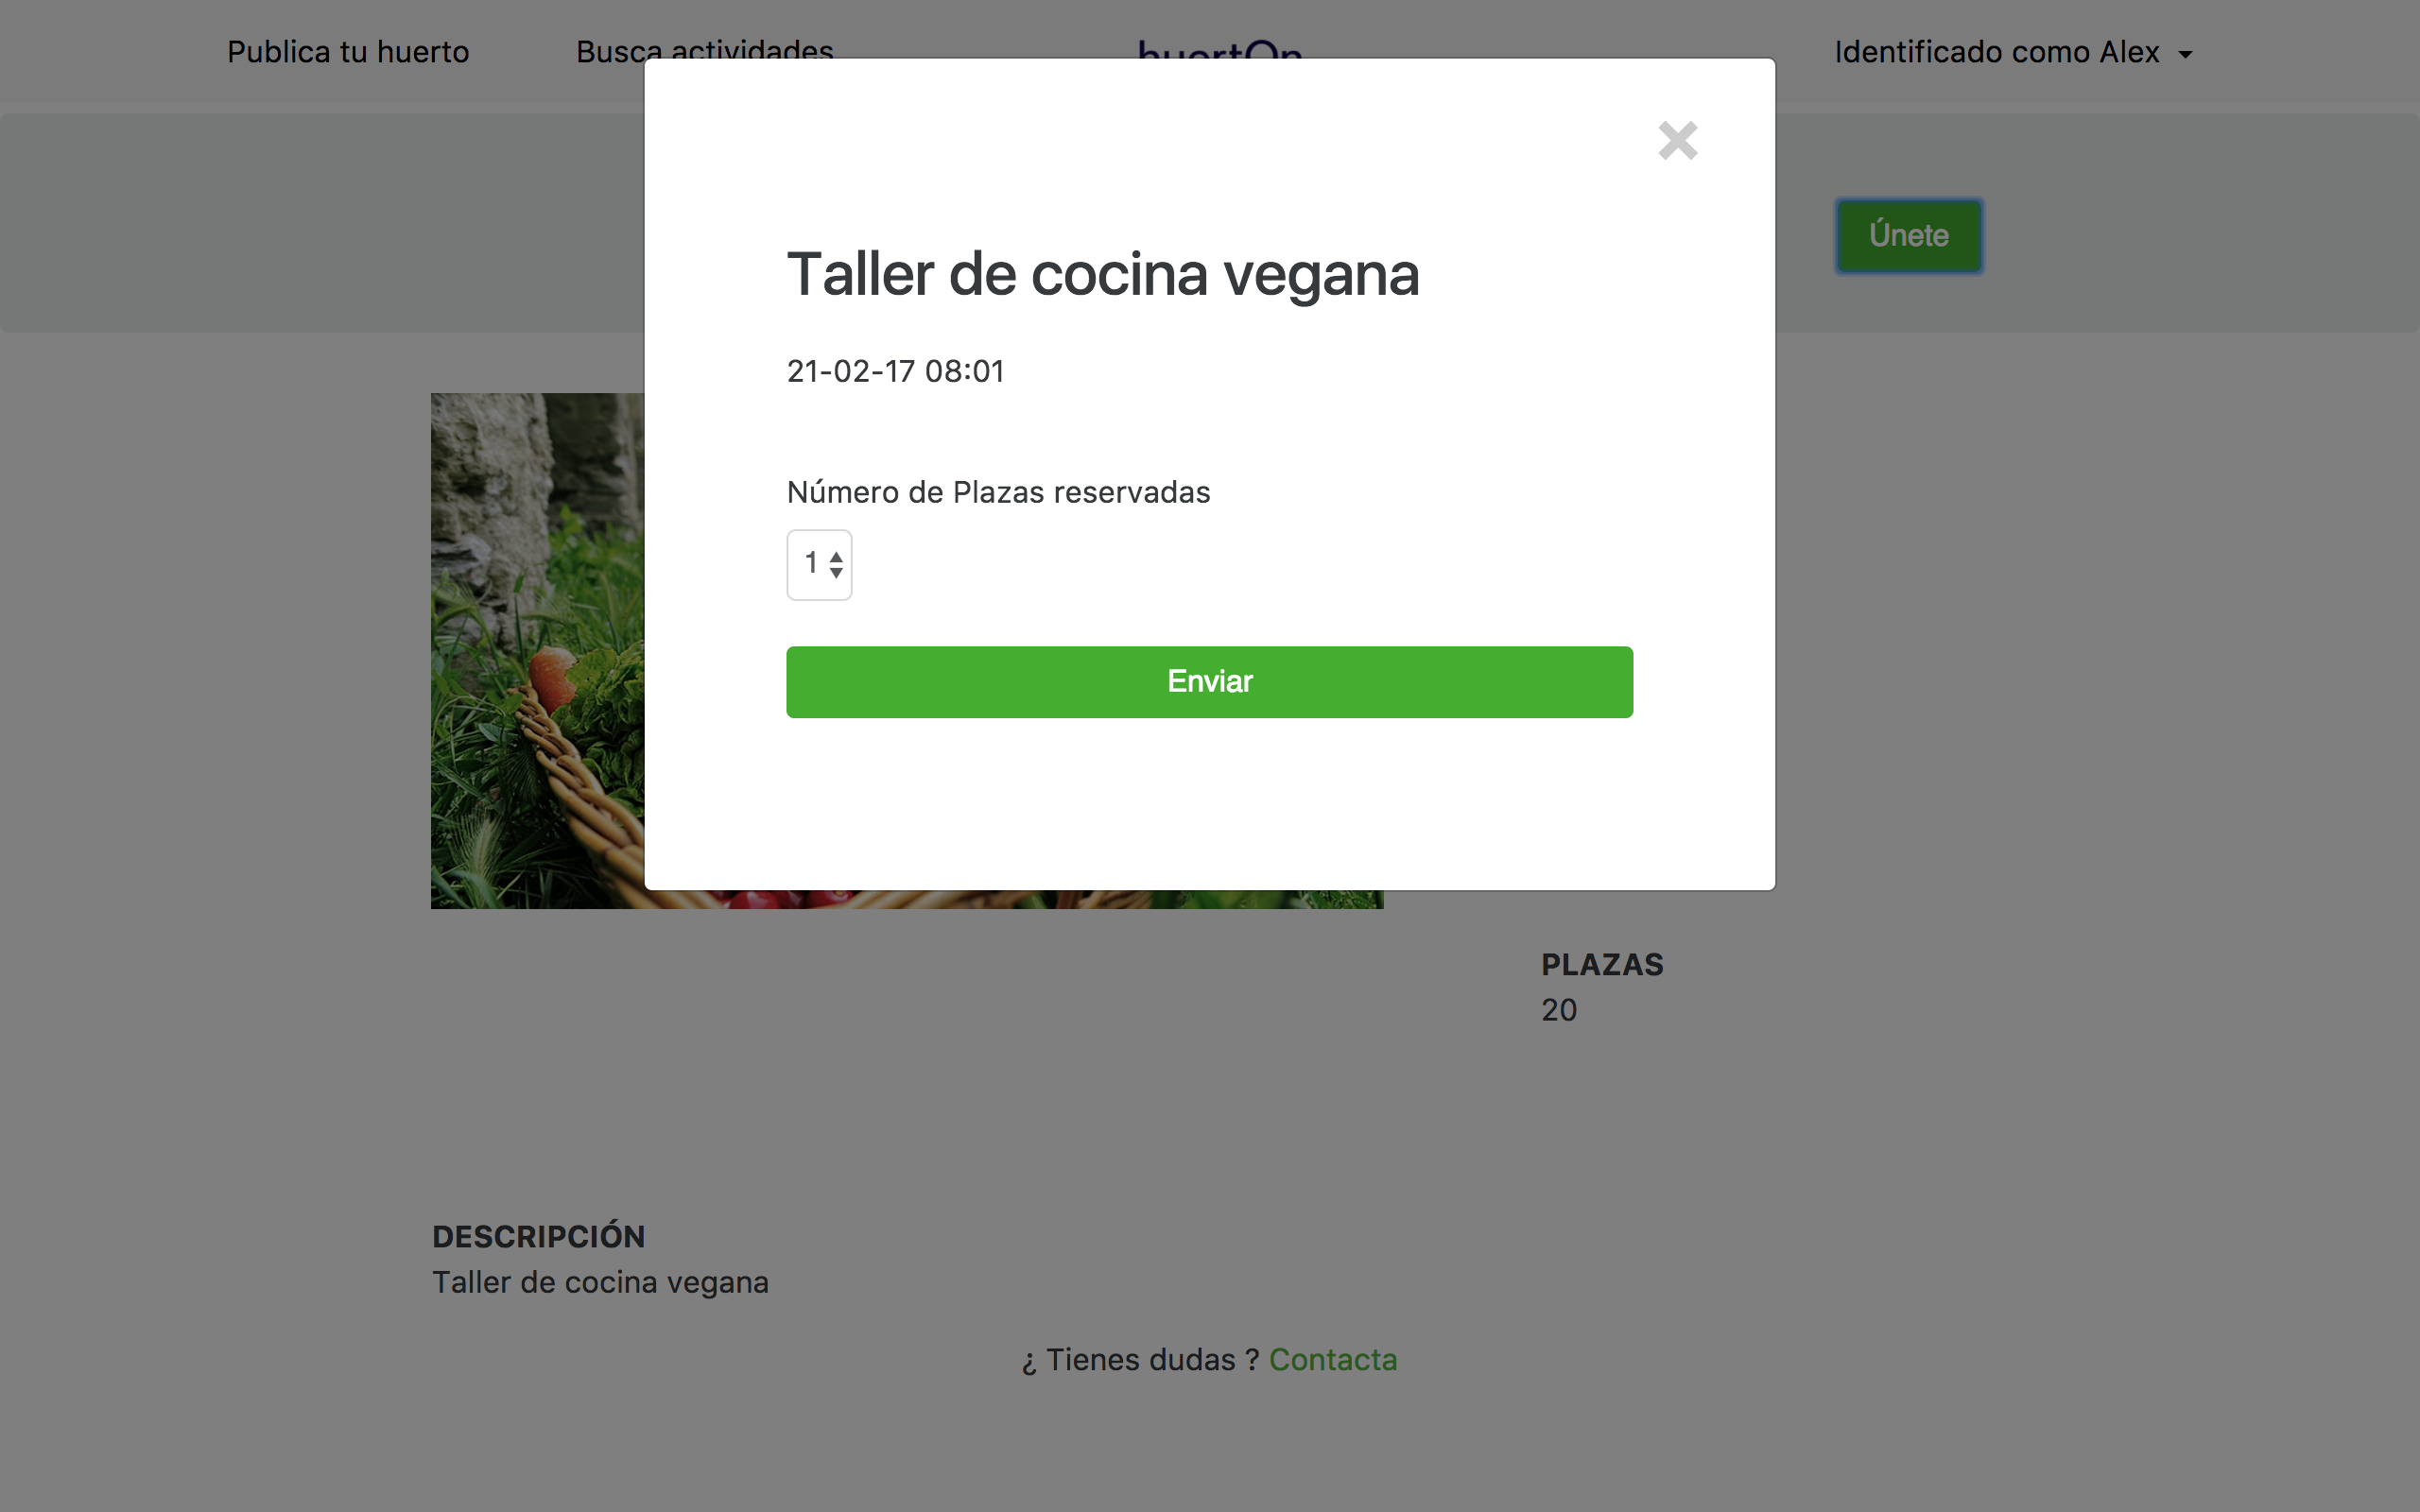 Publica tu huerto
Busca actividades
huertOn
Identificado como Alex
Únete
Taller de cocina vegana
21-02-17 08:01
Número de Plazas reservadas
1
Enviar
PLAZAS
20
DESCRIPCIÓN
Taller de cocina vegana
¿ Tienes dudas ? Contacta